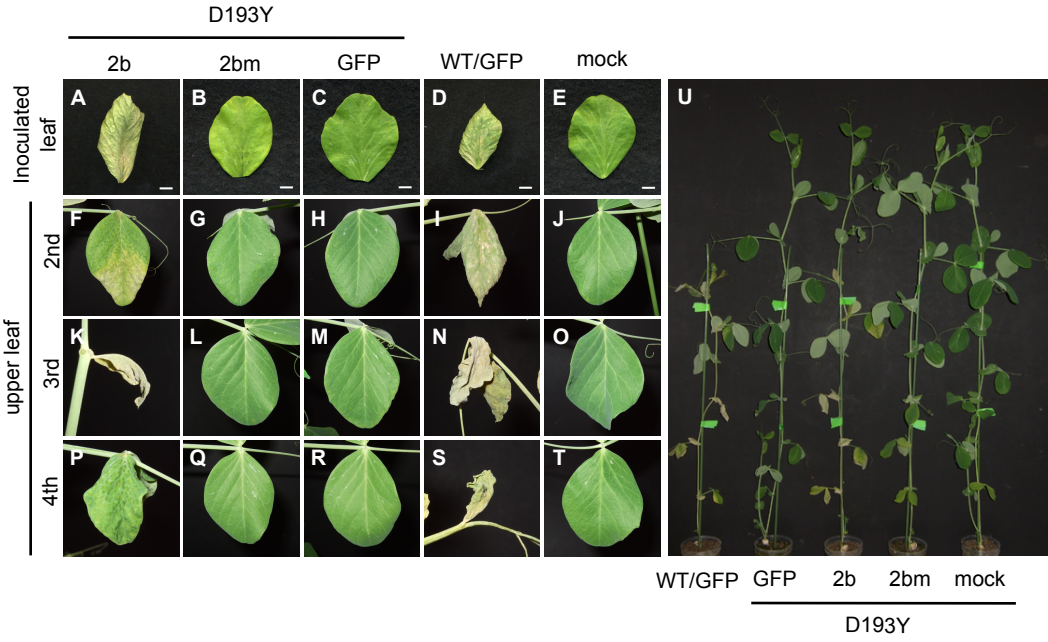 D193Y
2b 2bm GFP WT/GFP mock
Inoculated
leaf
A B C D E
upper leaf
2nd
F G H I J
3rd
K L M N O
4th
P Q R S T
U
WT/GFP GFP 2b 2bm mock
D193Y